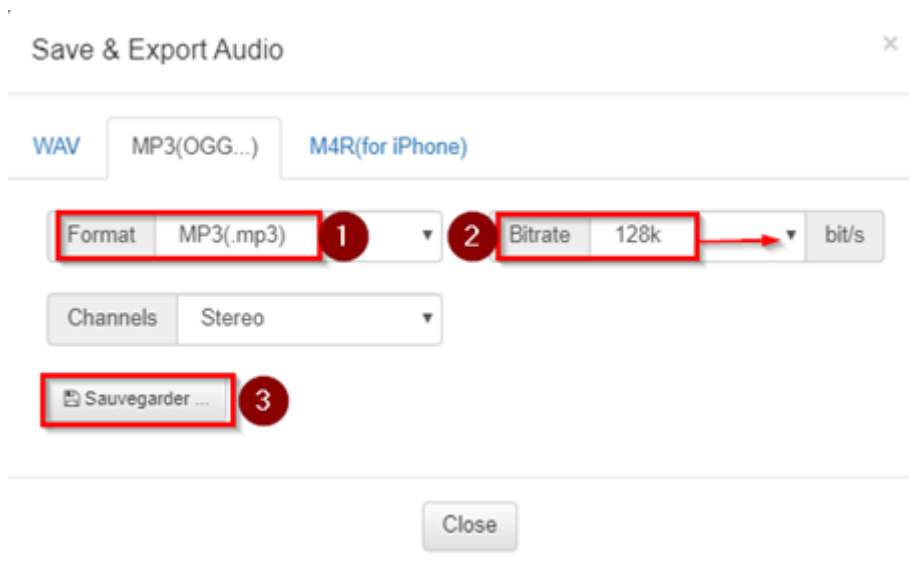 Save & Export Audio ×
WAV MP3(OGG...) M4R(for iPhone)
Format MP3(.mp3) 1 ▼ 2 Bitrate 128k ▼ bit/s
Channels Stereo ▼
Sauvegarder ... 3
Close